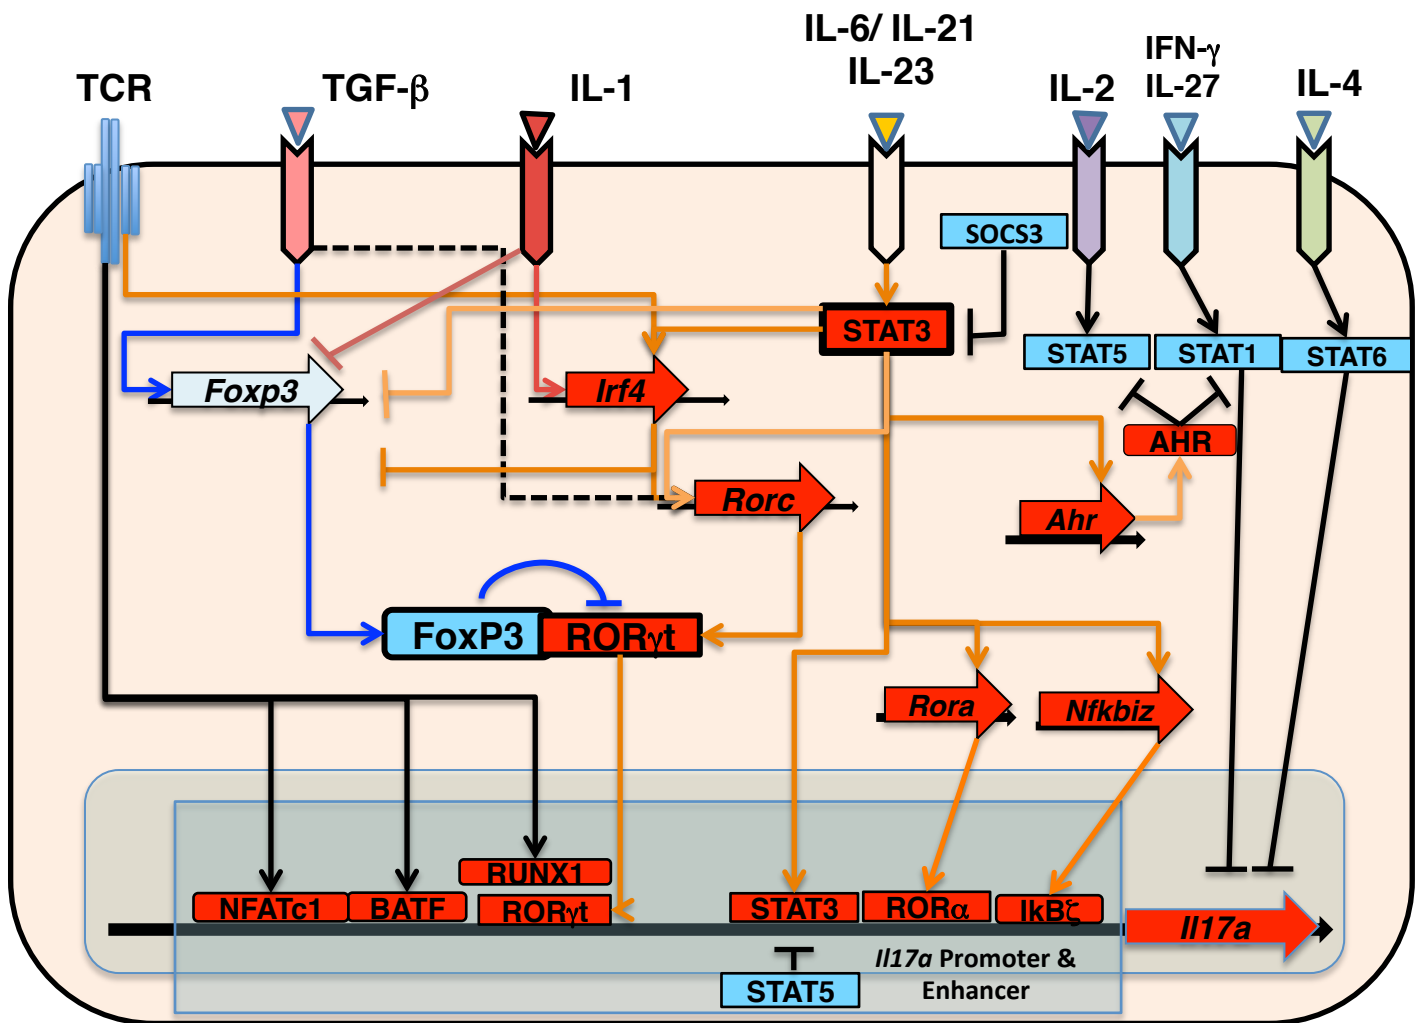 IL-6/ IL-21
IL-23
TCR
TGF-β
IL-1
IL-2
IFN-γ
IL-27
IL-4
SOCS3
STAT3
STAT5
STAT1
STAT6
Foxp3
Irf4
AHR
Rorc
Ahr
FoxP3
RORγt
Rora
Nfkbiz
RUNX1
NFATc1
BATF
RORγt
STAT3
RORα
IkBζ
Il17a
Il17a Promoter &
Enhancer
STAT5